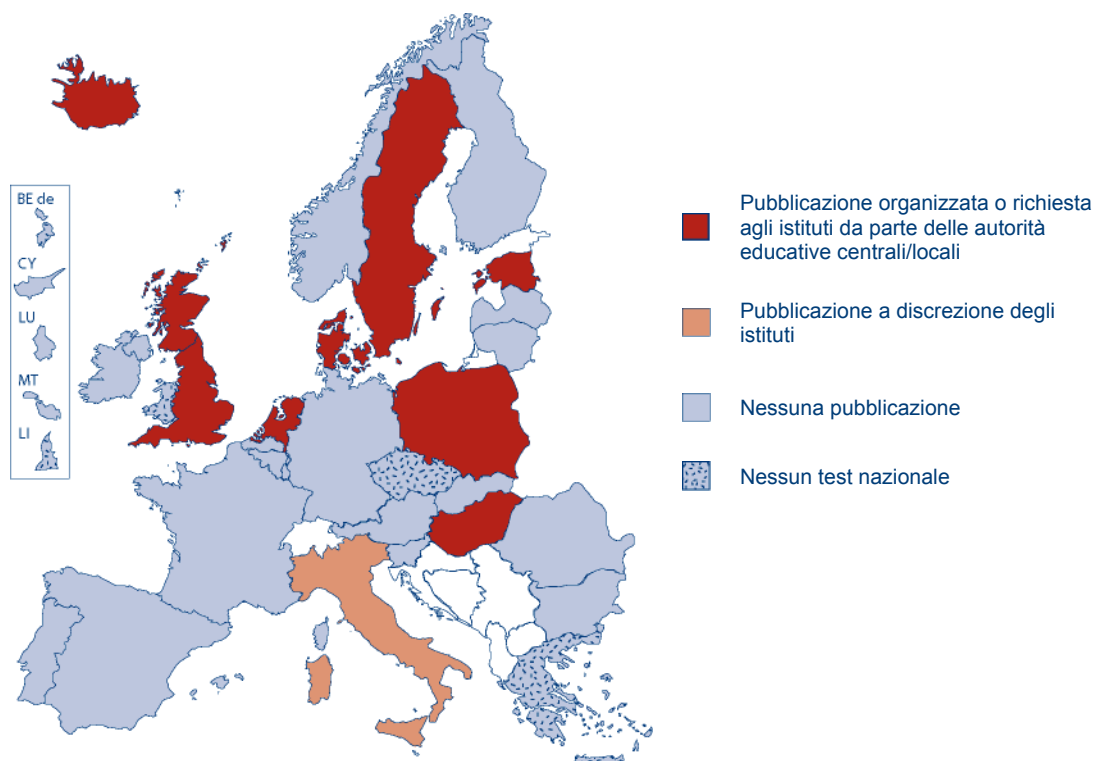 BE de
CY
LU
MT
LI
Pubblicazione organizzata o richiesta
agli istituti da parte delle autorità
educative centrali/locali
Pubblicazione a discrezione degli
istituti
Nessuna pubblicazione
Nessun test nazionale